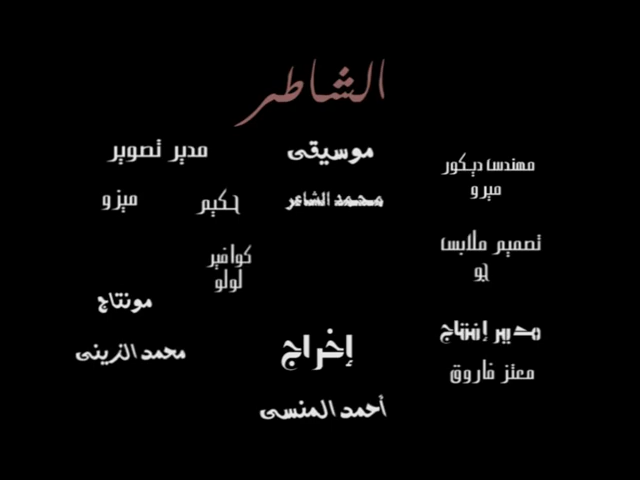 الشاطر
مهندسا ديكور
ميرو
موسيقى
محمد الشاعر
مدير تصوير
حكيم
ميزو
تصميم ملابس
جو
كوافير
لولو
مونتاج
محمد الزينى
مدير إنتاج
معتز فاروق
إخراج
أحمد المنسى